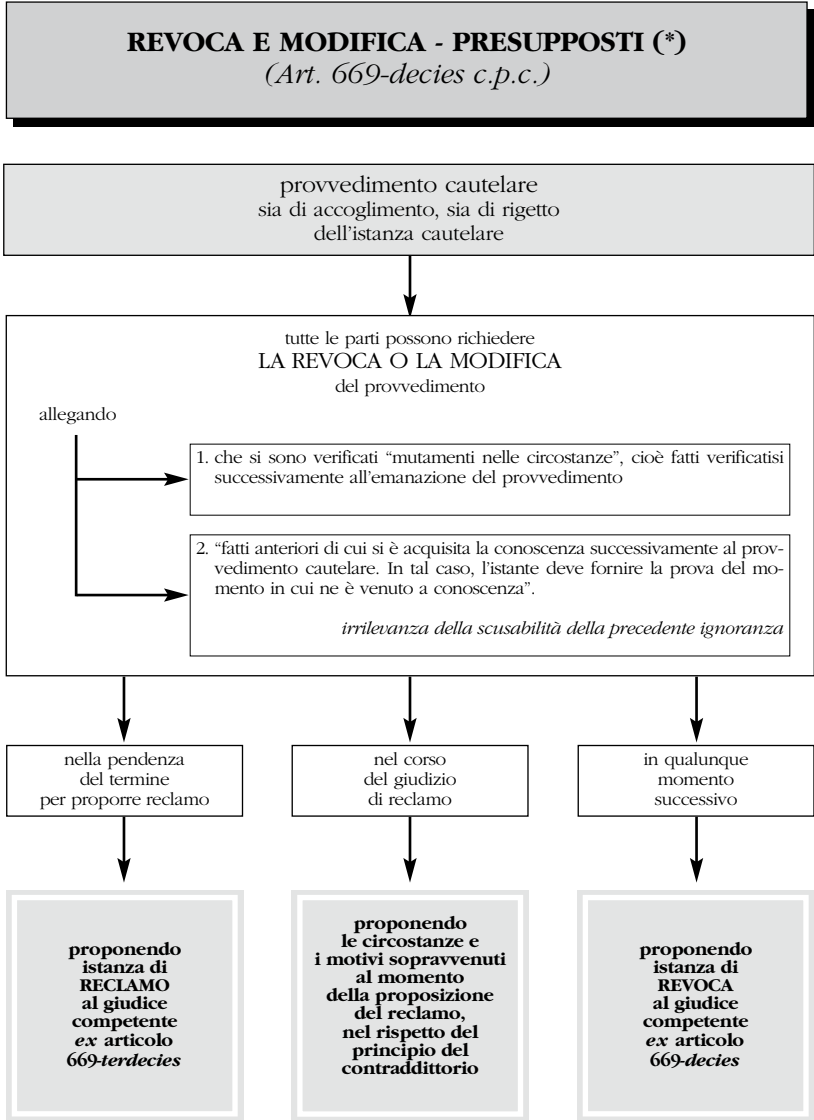 REVOCA E MODIFICA - PRESUPPOSTI (*)
(Art. 669-decies c.p.c.)
provvedimento cautelare
sia di accoglimento, sia di rigetto
dell'istanza cautelare
tutte le parti possono richiedere
LA REVOCA O LA MODIFICA
del provvedimento
allegando
1. che si sono verificati “mutamenti nelle circostanze”, cioè fatti verificatisi
successivamente all'emanazione del provvedimento
2. “fatti anteriori di cui si è acquisita la conoscenza successivamente al prov-
vedimento cautelare. In tal caso, l'istante deve fornire la prova del mo-
mento in cui ne è venuto a conoscenza”.
irrilevanza della scusabilità della precedente ignoranza
nella pendenza
del termine
per proporre reclamo
nel corso
del giudizio
di reclamo
in qualunque
momento
successivo
proponendo
istanza di
RECLAMO
al giudice
competente
ex articolo
669-terdecies
proponendo
le circostanze e
i motivi sopravvenuti
al momento
della proposizione
del reclamo,
nel rispetto del
principio del
contraddittorio
proponendo
istanza di
REVOCA
al giudice
competente
ex articolo
669-decies